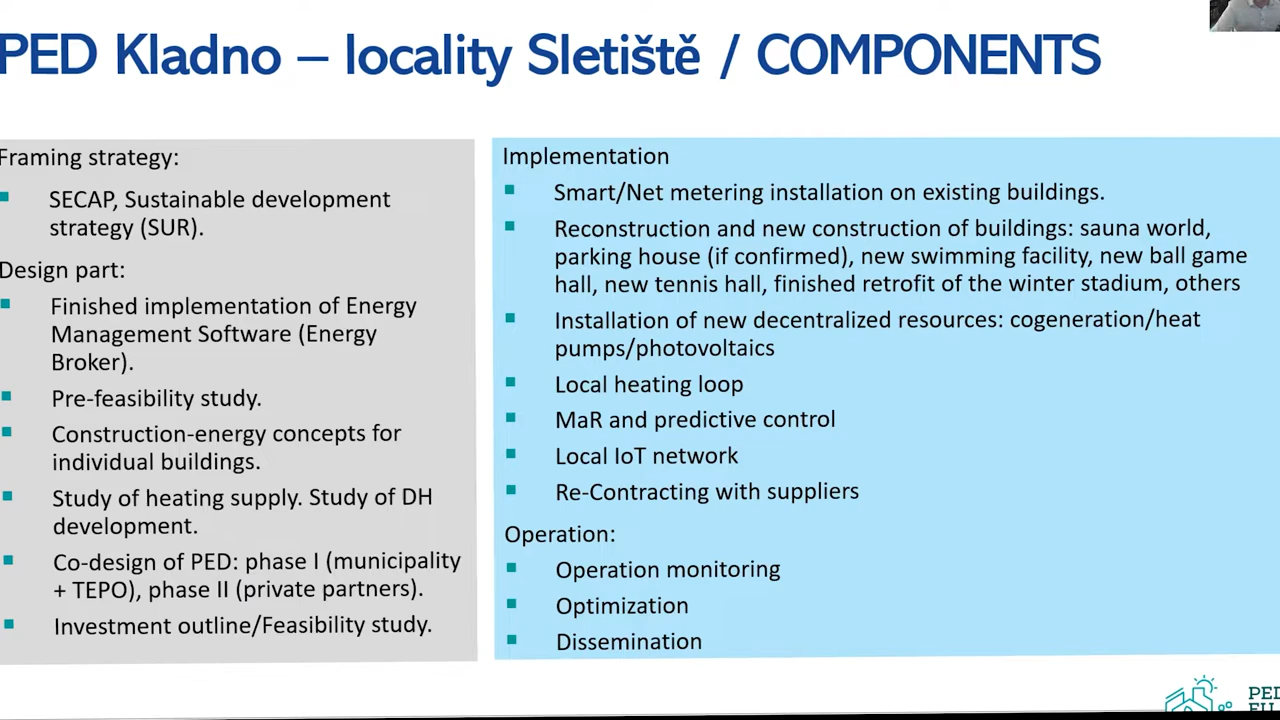 PED Kladno – locality Sletiště / COMPONENTS
Framing strategy:
SECAP, Sustainable development
strategy (SUR).
Design part:
Finished implementation of Energy
Management Software (Energy
Broker).
Pre-feasibility study.
Construction-energy concepts for
individual buildings.
Study of heating supply. Study of DH
development.
Co-design of PED: phase I (municipality
+ TEPO), phase II (private partners).
Investment outline/Feasibility study.
Implementation
Smart/Net metering installation on existing buildings.
Reconstruction and new construction of buildings: sauna world,
parking house (if confirmed), new swimming facility, new ball game
hall, new tennis hall, finished retrofit of the winter stadium, others
Installation of new decentralized resources: cogeneration/heat
pumps/photovoltaics
Local heating loop
MaR and predictive control
Local IoT network
Re-Contracting with suppliers
Operation:
Operation monitoring
Optimization
Dissemination
PED